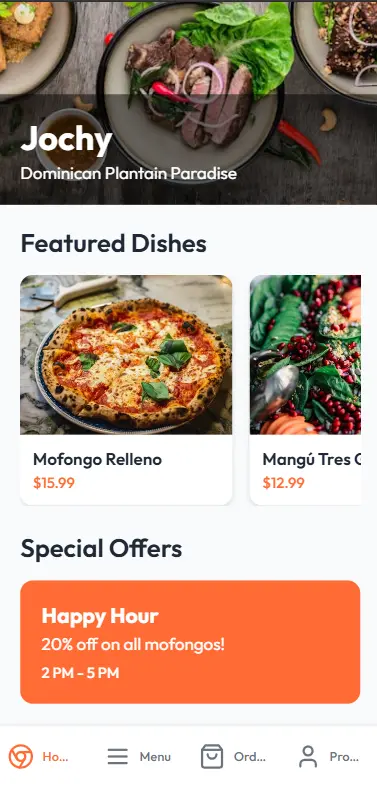 Jochy
Dominican Plantain Paradise
Featured Dishes
Mofongo Relleno
$15.99
Mangú Tres
$12.99
Special Offers
Happy Hour
20% off on all mofongos!
2 PM - 5 PM
Ho...
Menu
Ord...
Pro...